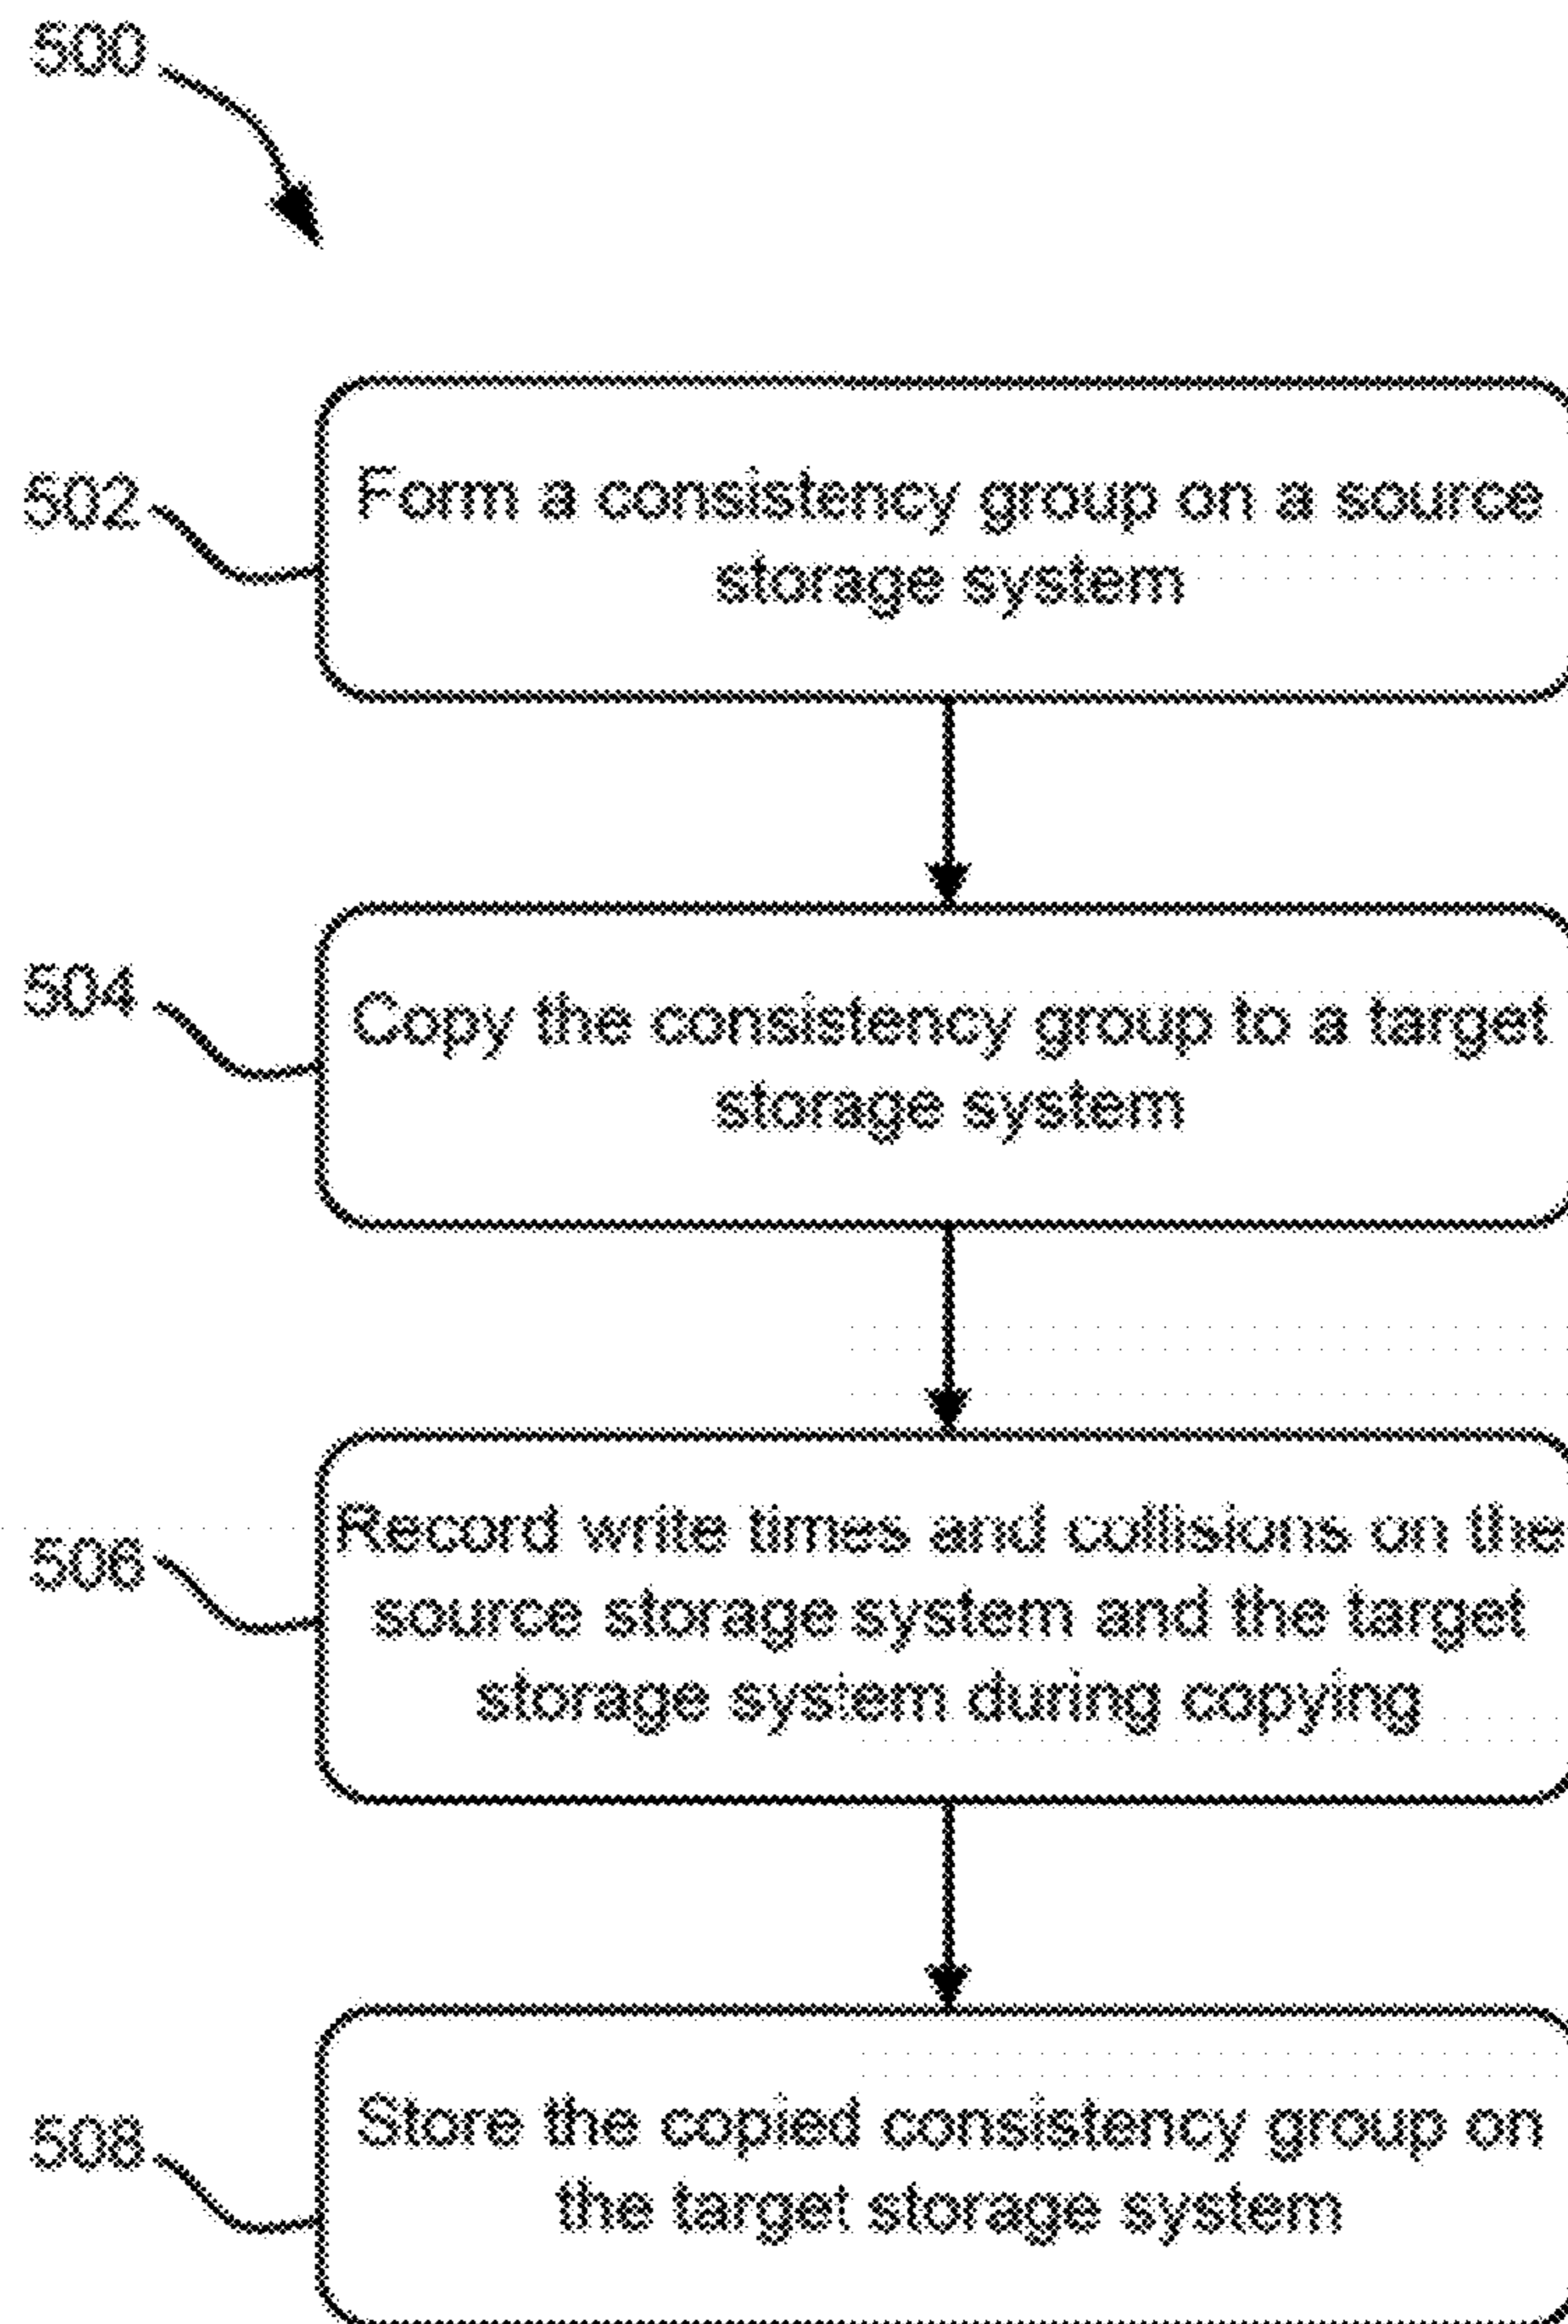 500
502
Form a consistency group on a source
storage system
504
Copy the consistency group to a target
storage system
506
Record write times and collisions on the
source storage system and the target
storage system during copying
508
Store the copied consistency group on
the target storage system